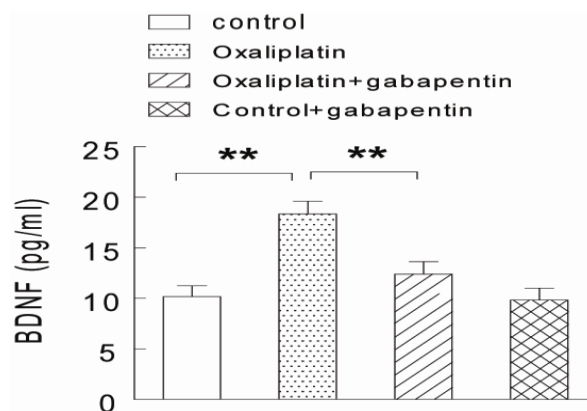 control
Oxaliplatin
Oxaliplatin+gabapentin
Control+gabapentin
25
20
15
10
5
0
BDNF (pg/ml)
** **